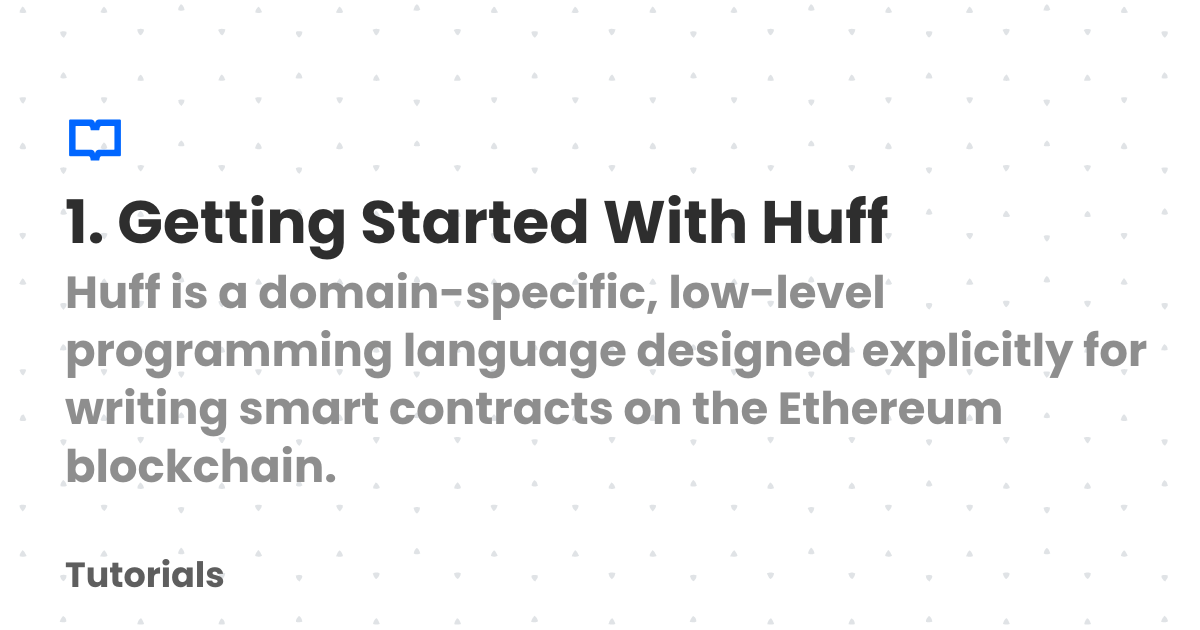 1. Getting Started With Huff
Huff is a domain-specific, low-level
programming language designed explicitly for
writing smart contracts on the Ethereum
blockchain.
Tutorials